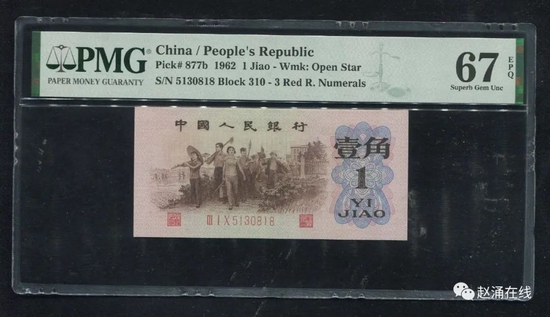 PMG
PAPER MONEY GUARANTY
China / People's Republic
Pick# 877b 1962 1 Jiao - Wmk: Open Star
S/N 5130818 Block 310 - 3 Red R. Numerals
67 EPQ
Superb Gem Unc
中國人民銀行
壹角
1
YI
JIAO
III I X 5130818
赵涌在线